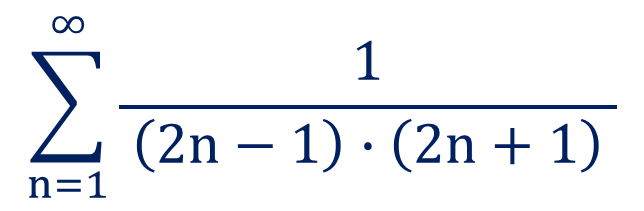 ∞
∑ 1
(2n − 1) · (2n + 1)
n=1